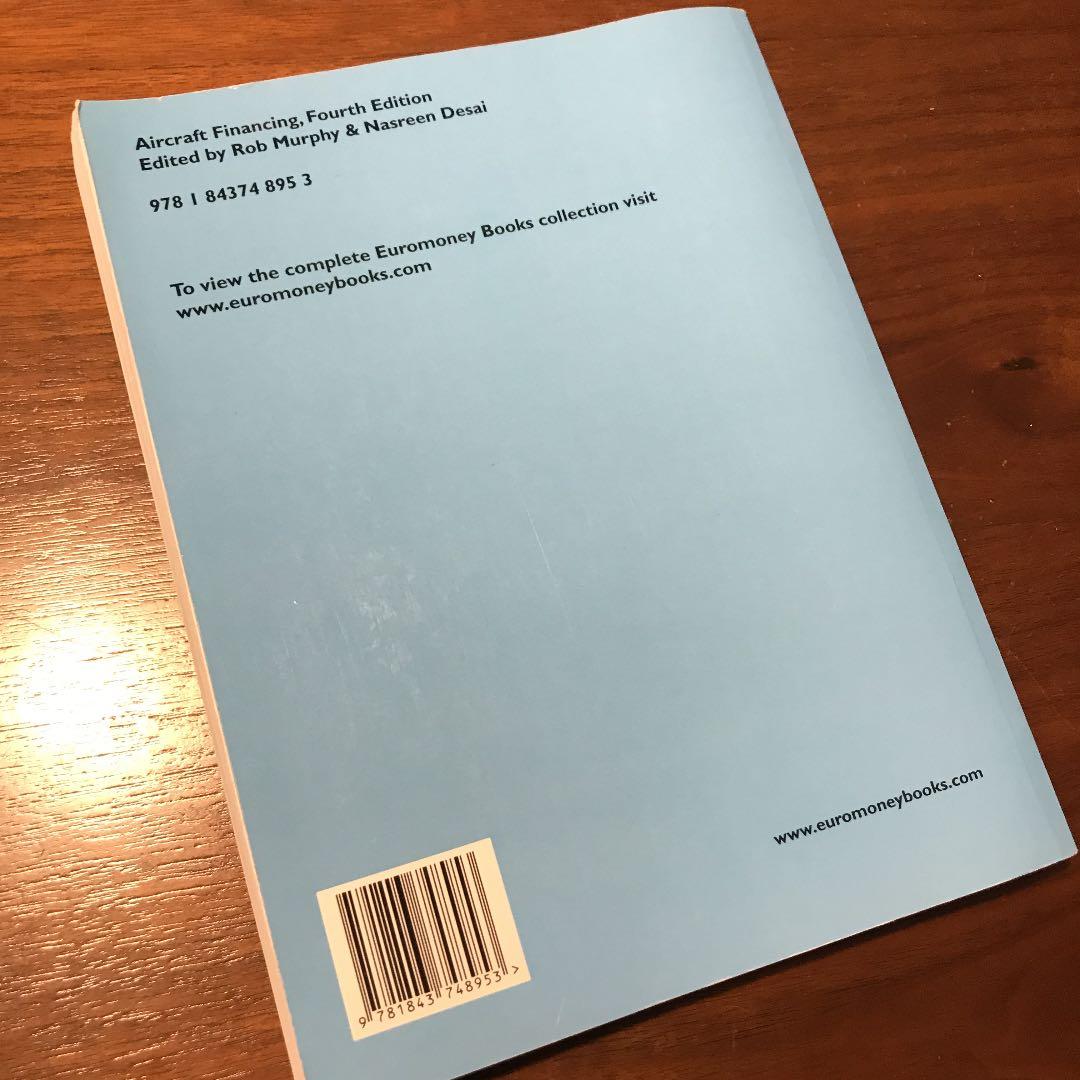 Aircraft Financing, Fourth Edition
Edited by Rob Murphy & Nasreen Desai
978 1 84374 895 3
To view the complete Euromoney Books collection visit
www.euromoneybooks.com
www.euromoneybooks.com
9 781843 748953 >